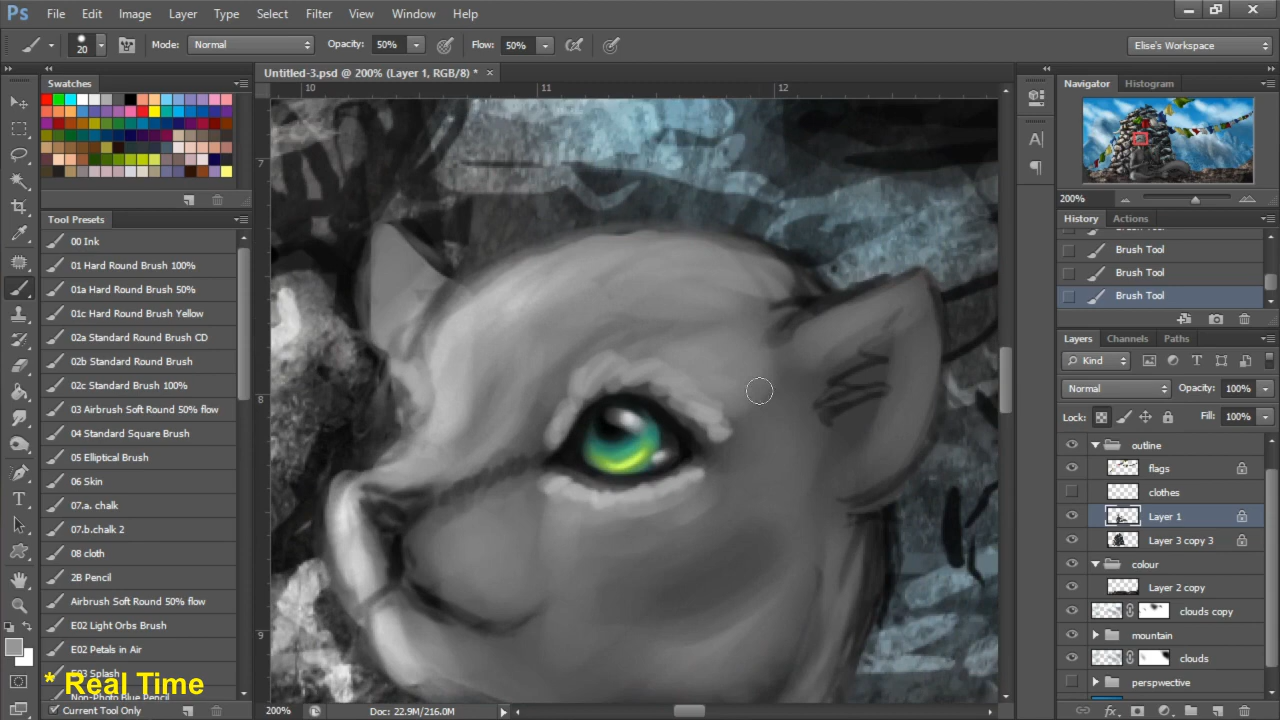 Ps File Edit Image Layer Type Select Filter View Window Help
20 Mode: Normal Opacity: 50% Flow: 50% Elise's Workspace
Swatches
Untitled-3.psd @ 200% (Layer 1, RGB/8) * ×
Navigator Histogram
10 11 12
7
8
9
Tool Presets
00 Ink
01 Hard Round Brush 100%
01a Hard Round Brush 50%
01c Hard Round Brush Yellow
02a Standard Round Brush CD
02b Standard Round Brush
02c Standard Brush 100%
03 Airbrush Soft Round 50% flow
04 Standard Square Brush
05 Elliptical Brush
06 Skin
07.a. chalk
07.b.chalk 2
08 cloth
2B Pencil
Airbrush Soft Round 50% flow
E02 Light Orbs Brush
E02 Petals in Air
E03 Splash
Non-Photo Blue Pencil
Current Tool Only
* Real Time
200%
History Actions
Brush Tool
Brush Tool
Brush Tool
Brush Tool
Layers Channels Paths
Kind
Normal Opacity: 100%
Lock: Fill: 100%
outline
flags
clothes
Layer 1
Layer 3 copy 3
colour
Layer 2 copy
clouds copy
mountain
clouds
perspwective
200% Doc: 22.9M/216.0M